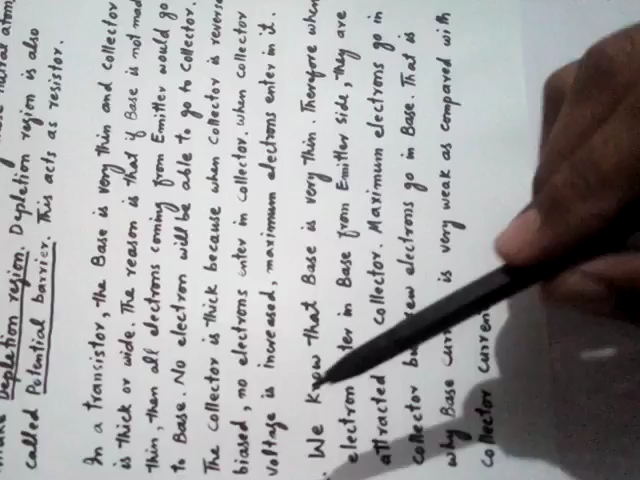 Depletion region. Depletion region is also
called Potential barrier. This acts as resistor.
In a transistor, the Base is very thin and collector
is thick or wide. The reason is that if Base is not
thin, then all electrons coming from Emitter would go
to Base. No electron will be able to go to collector.
The collector is thick because when collector is
biased, no electrons enter in collector. when collector
voltage is increased, maximum electrons enter in it.
We know that Base is very thin. Therefore when
in Base from Emitter side, they are
attracted collector. Maximum electrons go in
collector electrons go in Base. That is
why Base is very weak as compared with
collector